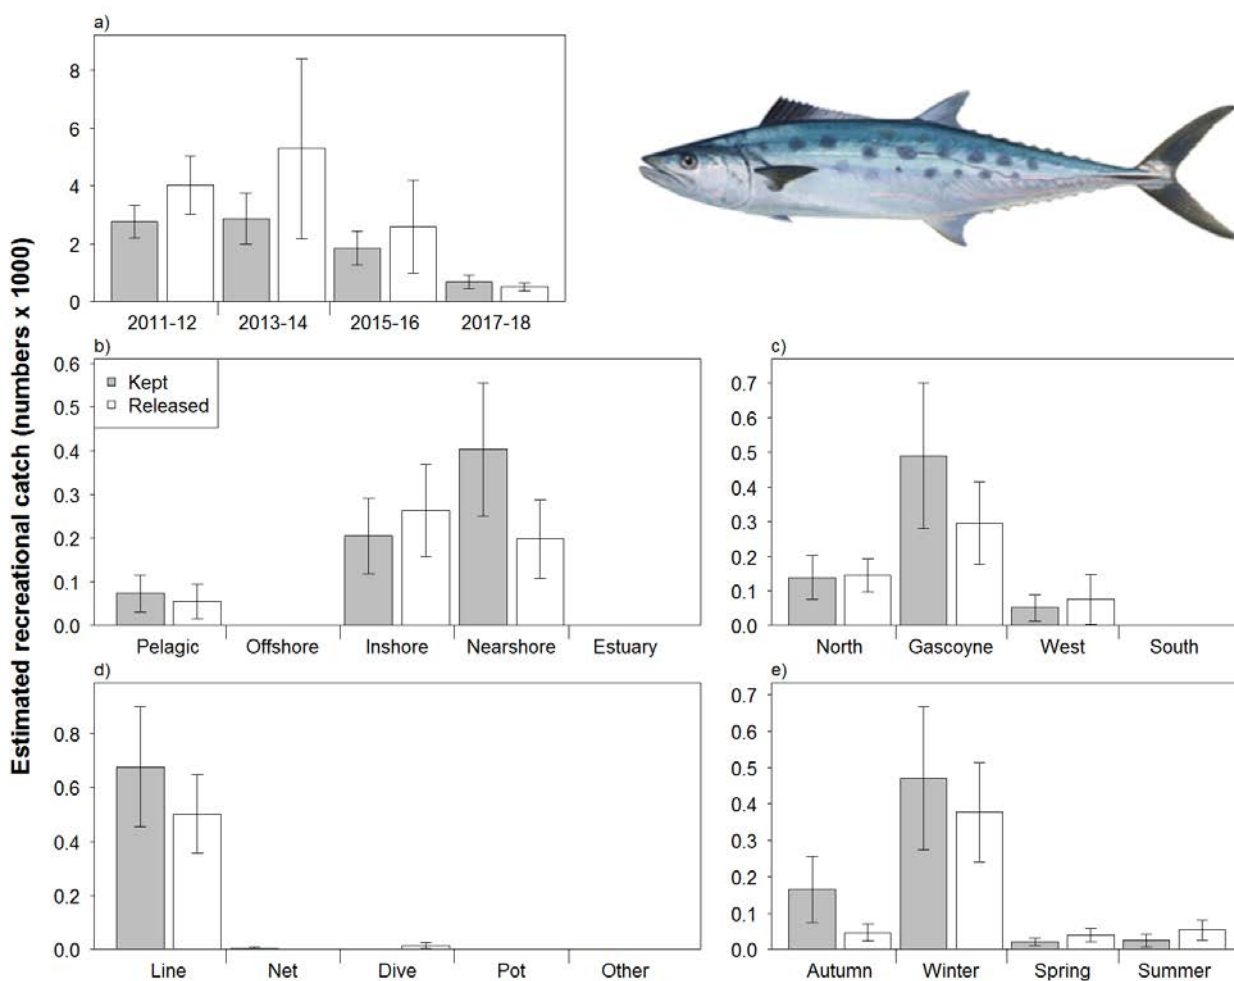 a)
8
6
4
2
0
2011-12 2013-14 2015-16 2017-18
Estimated recreational catch (numbers x 1000)
b)
Kept
Released
0.6
0.5
0.4
0.3
0.2
0.1
0.0
Pelagic Offshore Inshore Nearshore Estuary
c)
0.7
0.6
0.5
0.4
0.3
0.2
0.1
0.0
North Gascoyne West South
d)
0.8
0.6
0.4
0.2
0.0
Line Net Dive Pot Other
e)
0.7
0.6
0.5
0.4
0.3
0.2
0.1
0.0
Autumn Winter Spring Summer